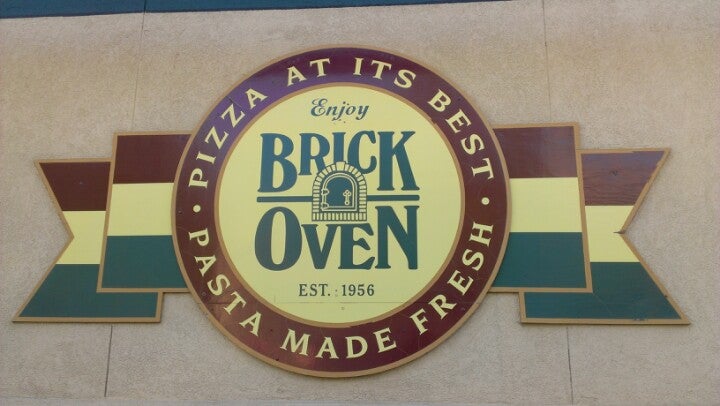 PIZZA AT ITS BEST
Enjoy
BRICK
OVEN
EST. 1956
PASTA MADE FRESH